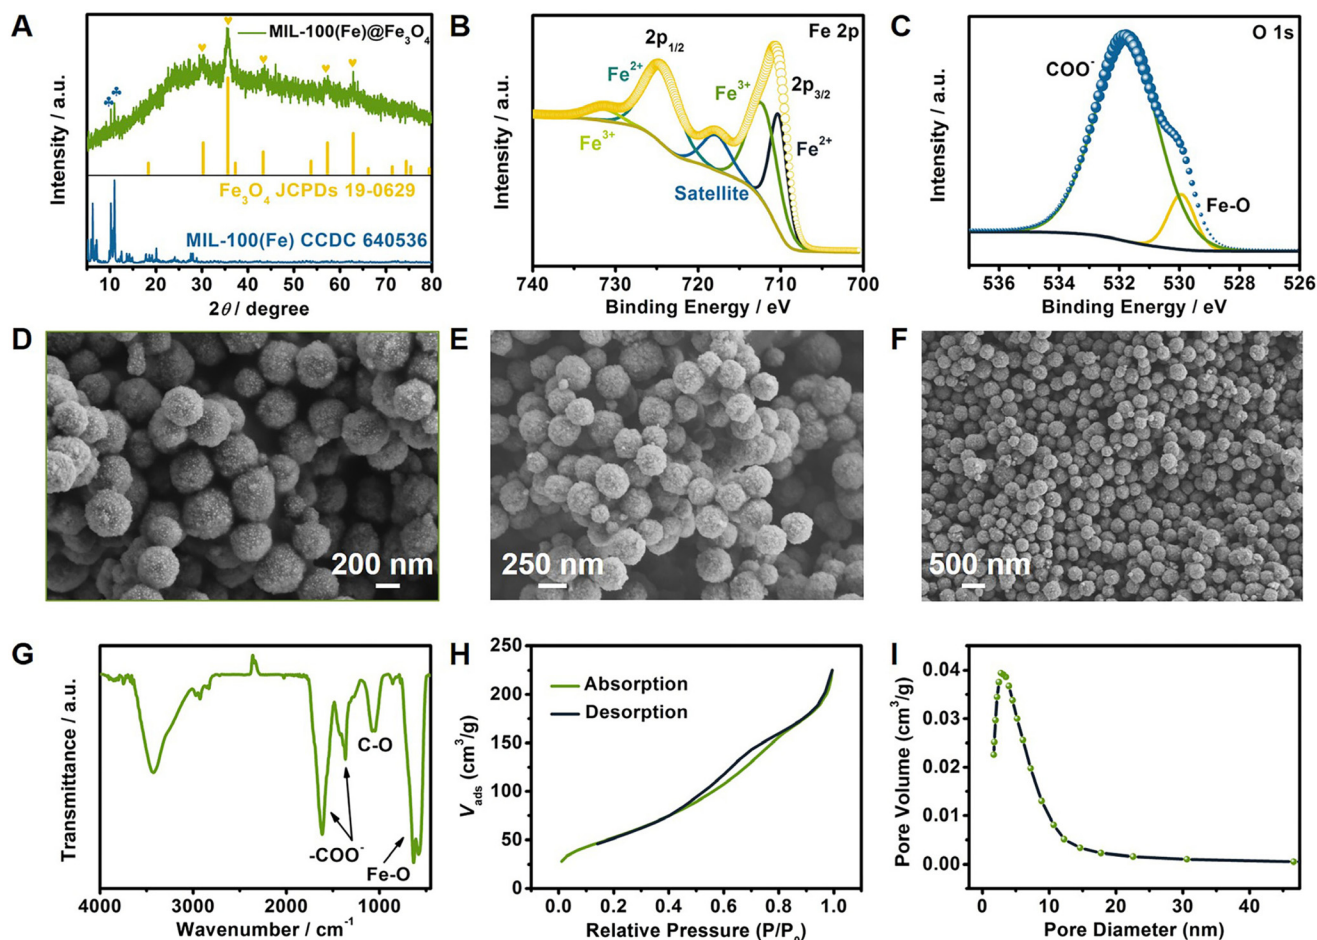 A
MIL-100(Fe)@Fe₃O₄
Intensity / a.u.
Fe₃O₄ JCPDs 19-0629
MIL-100(Fe) CCDC 640536
10 20 30 40 50 60 70 80
2θ / degree
B
Fe 2p
2p₁/₂
Fe²⁺
Fe³⁺
2p₃/₂
Fe³⁺
Fe²⁺
Satellite
Intensity / a.u.
740 730 720 710 700
Binding Energy / eV
C
O 1s
COO⁻
Fe-O
Intensity / a.u.
536 534 532 530 528 526
Binding Energy / eV
D
200 nm
E
250 nm
F
500 nm
G
Transmittance / a.u.
C-O
-COO⁻
Fe-O
4000 3000 2000 1000
Wavenumber / cm⁻¹
H
250
200
150
100
50
0
Vads (cm³/g)
Absorption
Desorption
0.0 0.2 0.4 0.6 0.8 1.0
Relative Pressure (P/P₀)
I
0.04
0.03
0.02
0.01
0.00
Pore Volume (cm³/g)
0 10 20 30 40
Pore Diameter (nm)